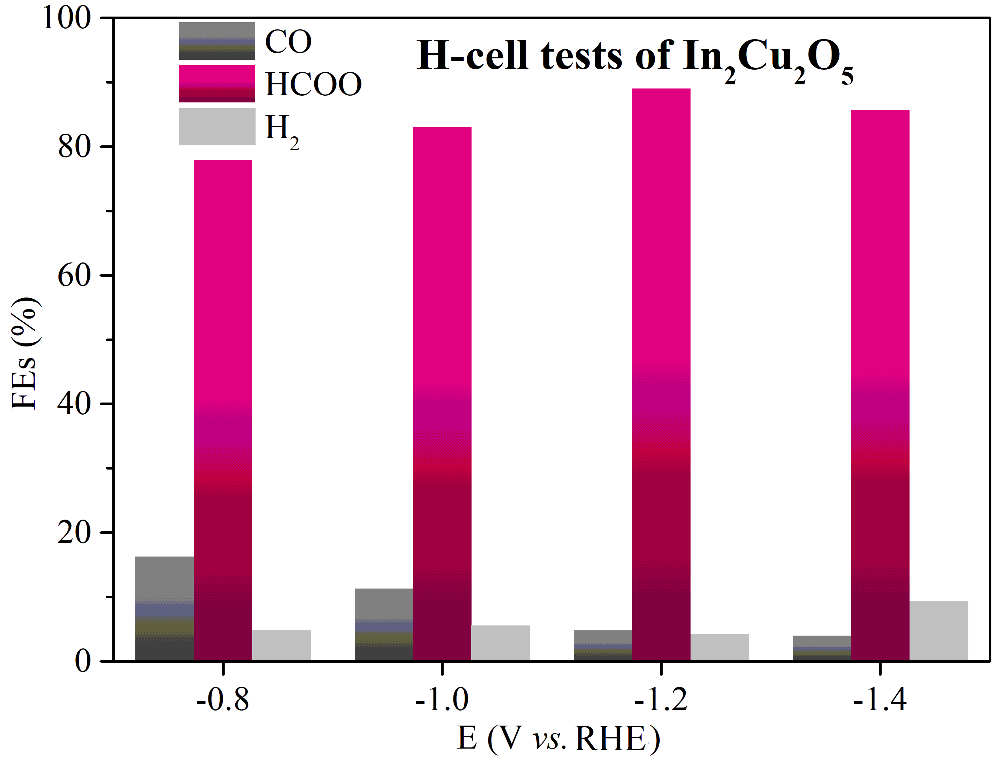 H-cell tests of In₂Cu₂O₅
CO
HCOO
H₂
FEs (%)
100
80
60
40
20
0
-0.8
-1.0
-1.2
-1.4
E (V vs. RHE)